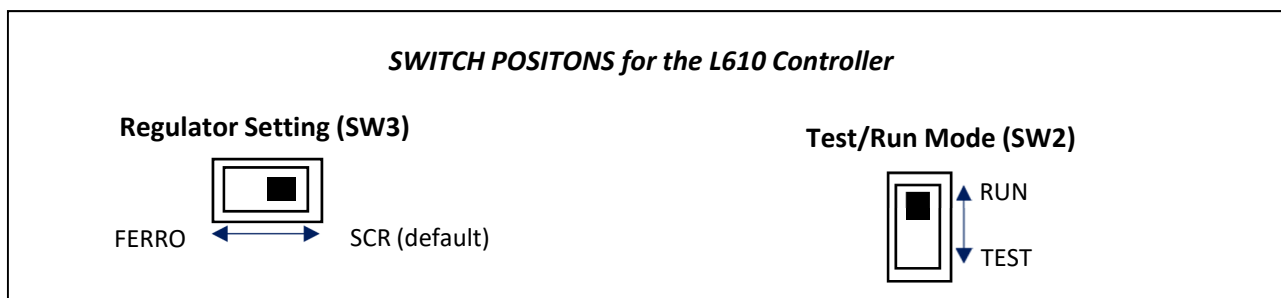 SWITCH POSITONS for the L610 Controller
Regulator Setting (SW3)
FERRO
SCR (default)
Test/Run Mode (SW2)
RUN
TEST